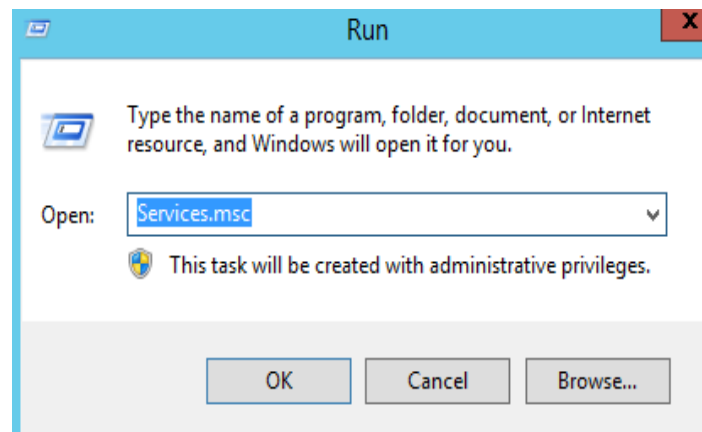 Run
X
Type the name of a program, folder, document, or Internet
resource, and Windows will open it for you.
Open: Services.msc
This task will be created with administrative privileges.
OK Cancel Browse...